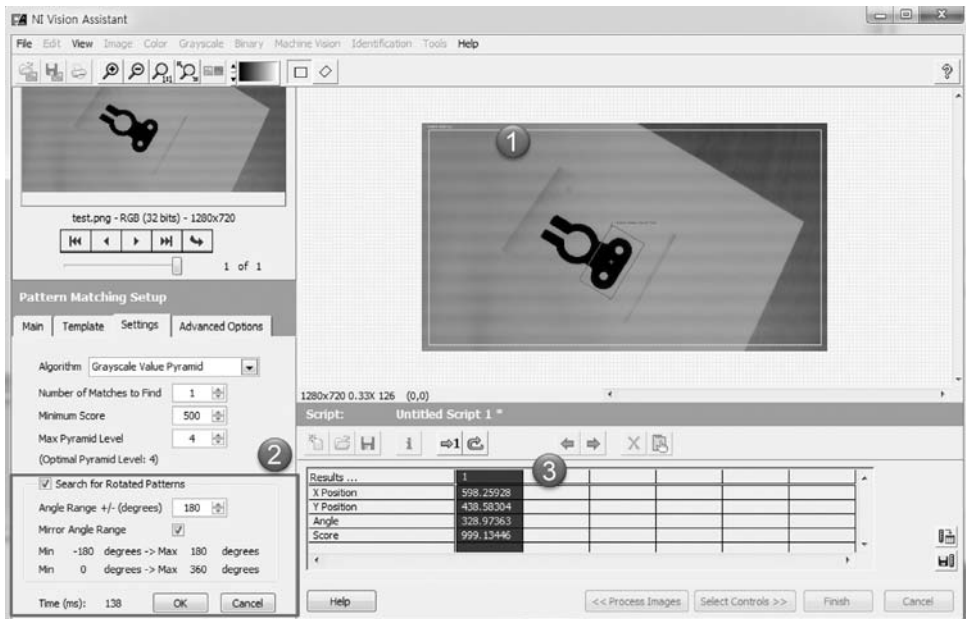 NI Vision Assistant
File Edit View Image Color Grayscale Binary Machine Vision Identification Tools Help
1
test.png - RGB (32 bits) - 1280x720
1 of 1
Pattern Matching Setup
Main Template Settings Advanced Options
Algorithm Grayscale Value Pyramid
Number of Matches to Find 1
Minimum Score 500
Max Pyramid Level 4
(Optimal Pyramid Level: 4)
2
Search for Rotated Patterns
Angle Range +/- (degrees) 180
Mirror Angle Range
Min -180 degrees -> Max 180 degrees
Min 0 degrees -> Max 360 degrees
Time (ms): 138 OK Cancel
1280x720 0.33X 126 (0,0)
Script: Untitled Script 1 *
1
3
Results ... 1
X Position 598.25928
Y Position 438.58304
Angle 328.97363
Score 999.13446
Help << Process Images Select Controls >> Finish Cancel